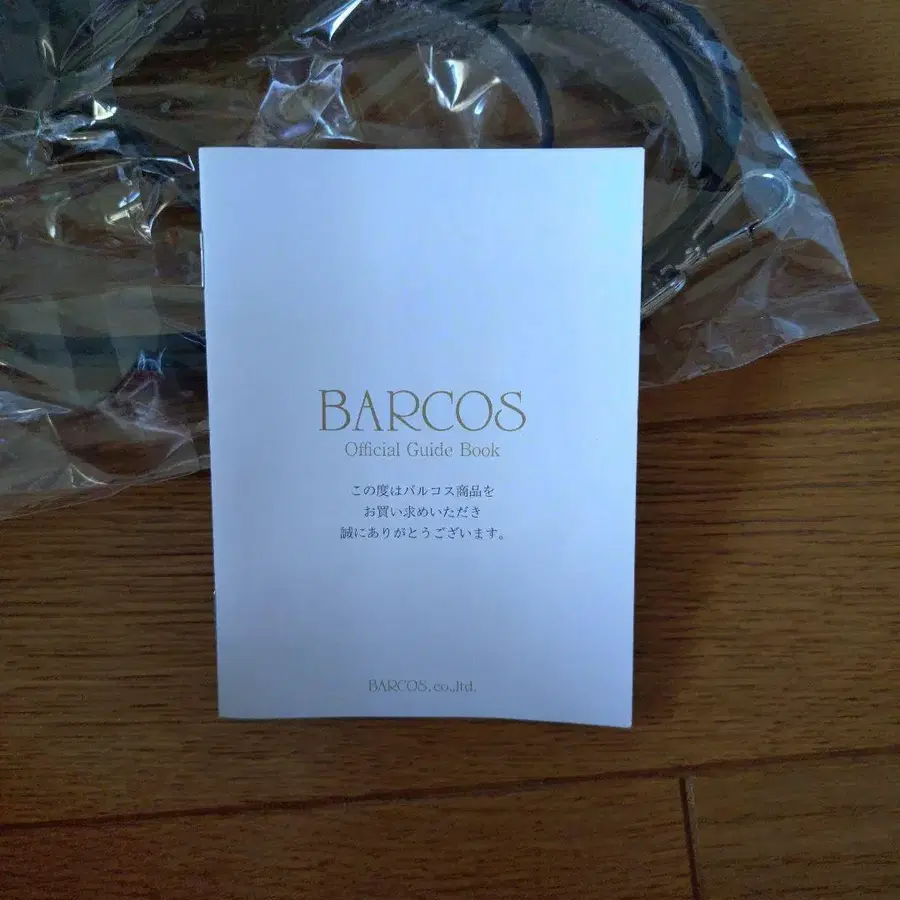 BARCOS
Official Guide Book
この度はバルコス商品を
お買い求めいただき
誠にありがとうございます。
BARCOS.co.,ltd.